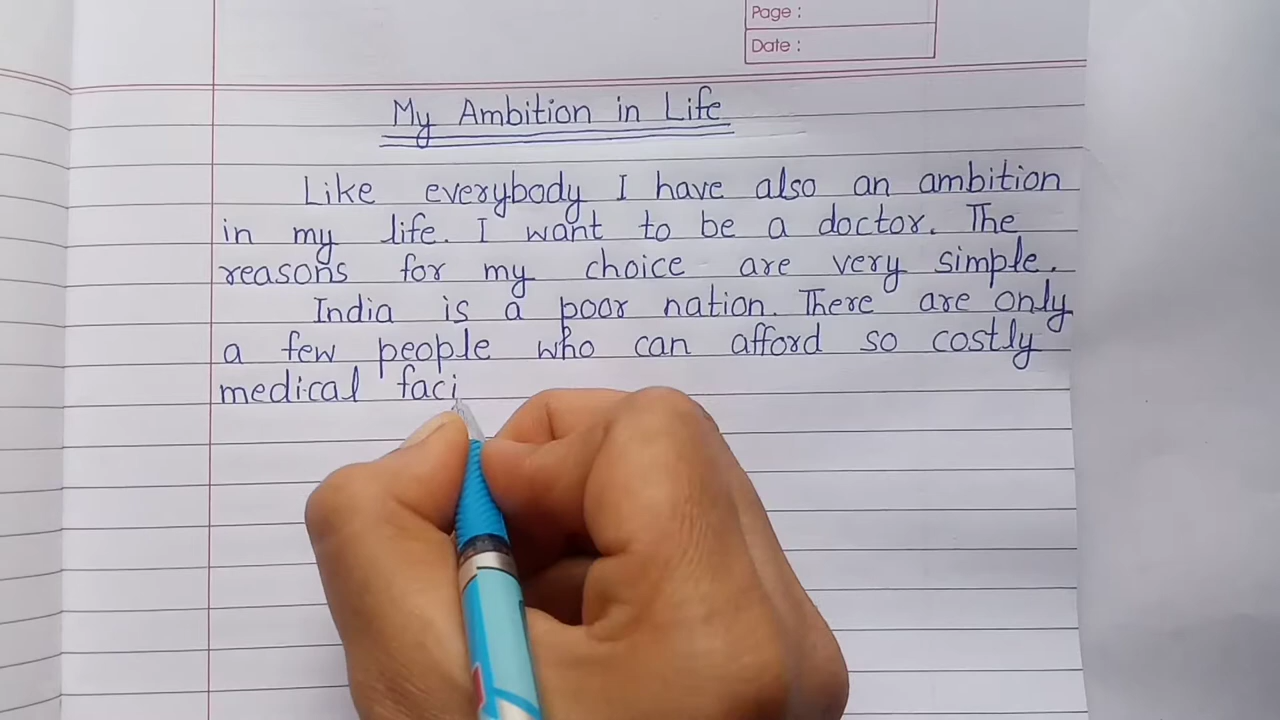 Page :
Date :
My Ambition in Life
Like everybody I have also an ambition
in my life. I want to be a doctor. The
reasons for my choice are very simple.
India is a poor nation. There are only
a few people who can afford so costly
medical faci